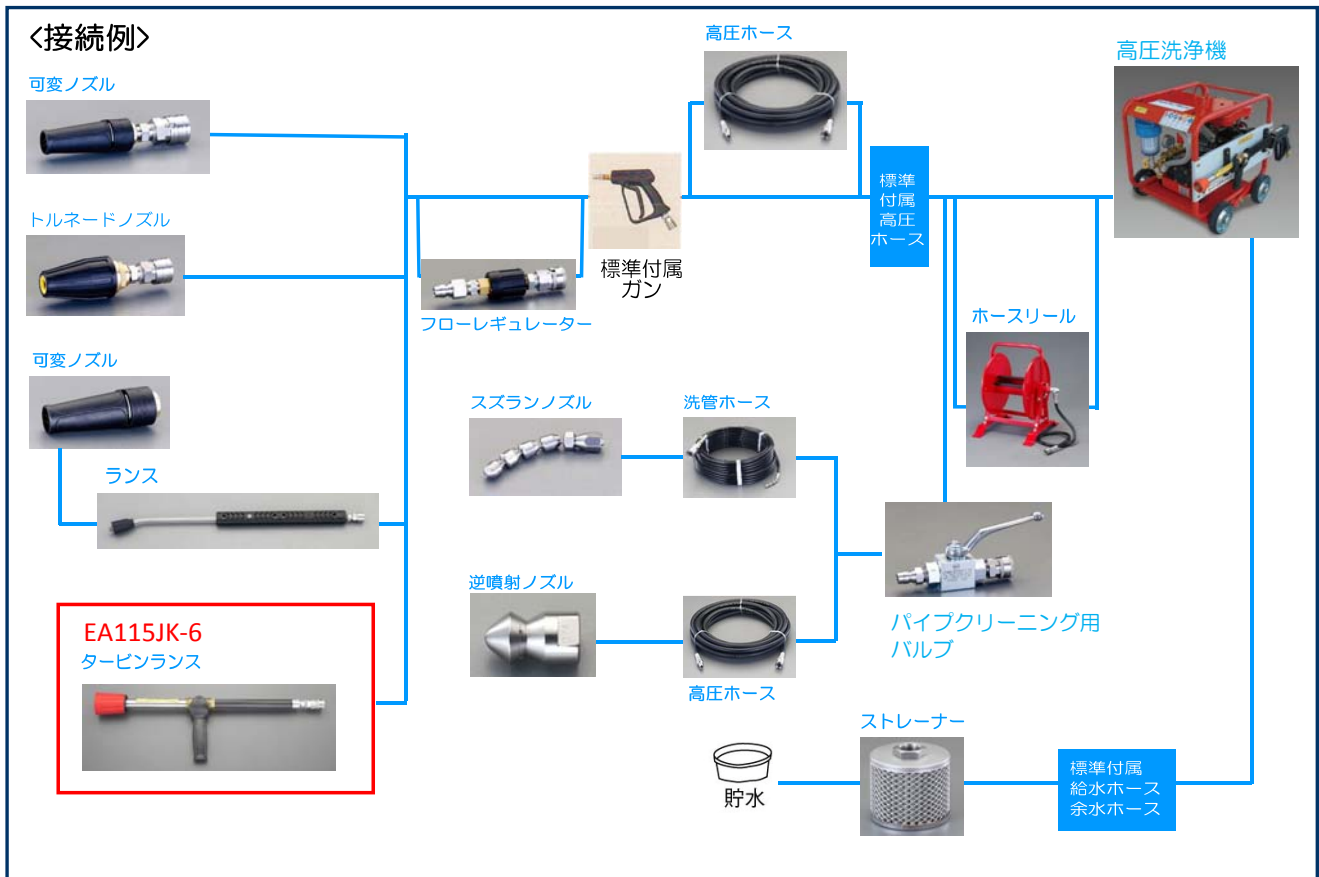 <接続例>
高圧ホース
高圧洗浄機
可変ノズル
標準
付属
高圧
ホース
トルネードノズル
標準付属
ガン
フローレギュレーター
ホースリール
可変ノズル
スズランノズル
洗管ホース
ランス
逆噴射ノズル
パイプクリーニング用
バルブ
EA115JK-6
タービンランス
高圧ホース
ストレーナー
標準付属
給水ホース
余水ホース
貯水